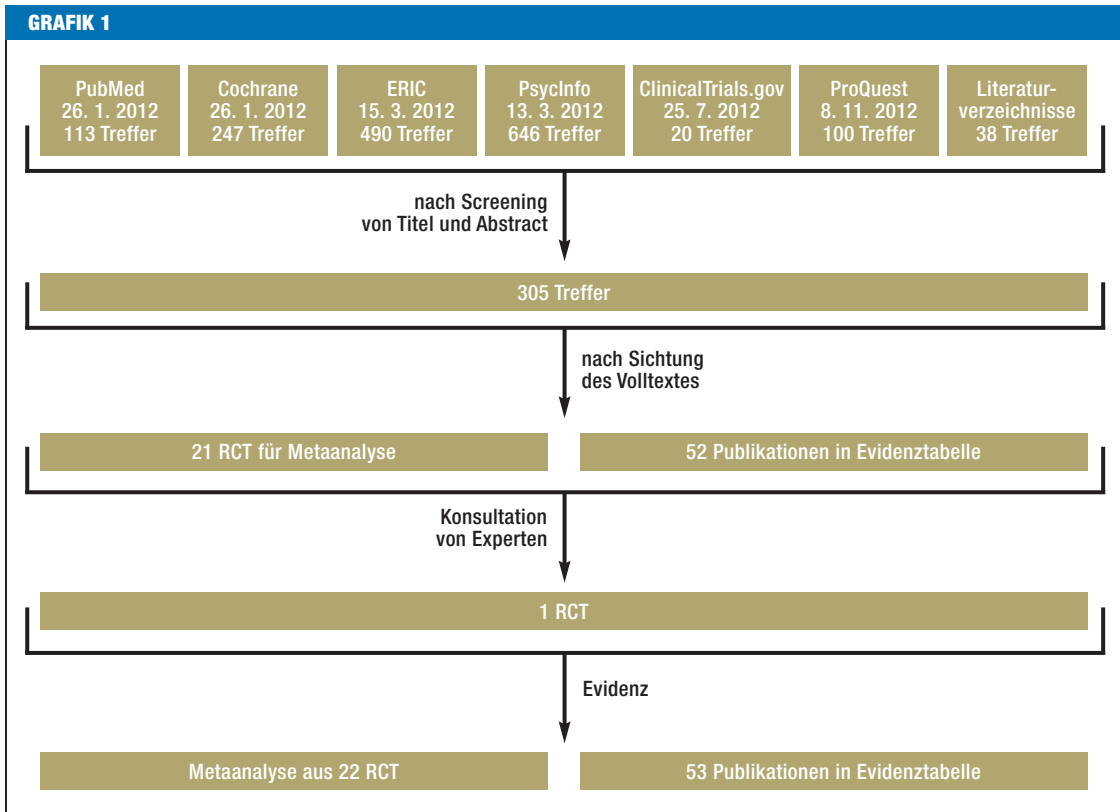 GRAFIK 1
PubMed
26. 1. 2012
113 Treffer
Cochrane
26. 1. 2012
247 Treffer
ERIC
15. 3. 2012
490 Treffer
PsycInfo
13. 3. 2012
646 Treffer
ClinicalTrials.gov
25. 7. 2012
20 Treffer
ProQuest
8. 11. 2012
100 Treffer
Literatur-
verzeichnisse
38 Treffer
nach Screening
von Titel und Abstract
305 Treffer
nach Sichtung
des Volltextes
21 RCT für Metaanalyse
52 Publikationen in Evidenztabelle
Konsultation
von Experten
1 RCT
Evidenz
Metaanalyse aus 22 RCT
53 Publikationen in Evidenztabelle